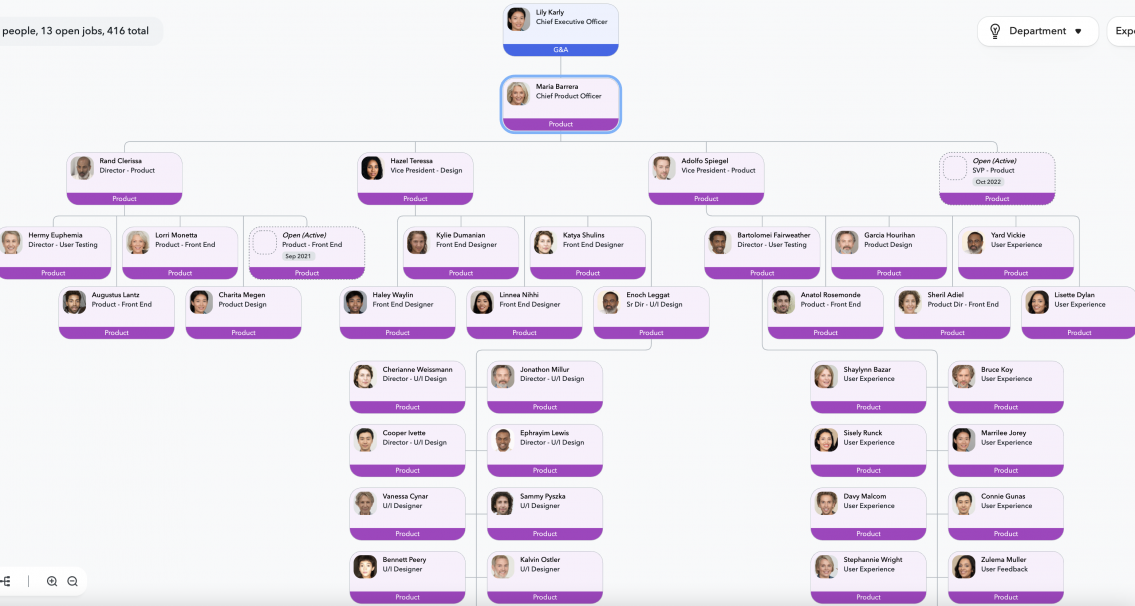 people, 13 open jobs, 416 total
Department
Lily Karly
Chief Executive Officer
G&A
Maria Barrera
Chief Product Officer
Product
Rand Clerissa
Director - Product
Product
Hazel Teressa
Vice President - Design
Product
Adolfo Spiegel
Vice President - Product
Product
Open (Active)
SVP - Product
Oct 2022
Product
Hermy Euphemia
Director - User Testing
Product
Lorri Monetta
Product - Front End
Product
Open (Active)
Product - Front End
Sep 2021
Product
Kylie Dumanian
Front End Designer
Product
Katya Shulins
Front End Designer
Product
Bartolomei Fairweather
Director - User Testing
Product
Garcia Hourihan
Product Design
Product
Yard Vickie
User Experience
Product
Augustus Lantz
Product - Front End
Product
Charita Megen
Product Design
Product
Haley Waylin
Front End Designer
Product
Linnea Nihhi
Front End Designer
Product
Enoch Leggat
Sr Dir - U/I Design
Product
Anatol Rosemonde
Product - Front End
Product
Sheril Adiel
Product Dir - Front End
Product
Lisette Dylan
User Experience
Product
Cherianne Weissmann
Director - U/I Design
Product
Jonathon Millur
Director - U/I Design
Product
Shaylynn Bazar
User Experience
Product
Bruce Koy
User Experience
Product
Cooper Ivette
Director - U/I Design
Product
Ephrayim Lewis
Director - U/I Design
Product
Sisely Runck
User Experience
Product
Marrilee Jorey
User Experience
Product
Vanessa Cynar
U/I Designer
Product
Sammy Pyszka
U/I Designer
Product
Davy Malcom
User Experience
Product
Connie Gunas
User Experience
Product
Bennett Peery
U/I Designer
Product
Kalvin Ostler
U/I Designer
Product
Stephannie Wright
User Experience
Product
Zulema Muller
User Feedback
Product